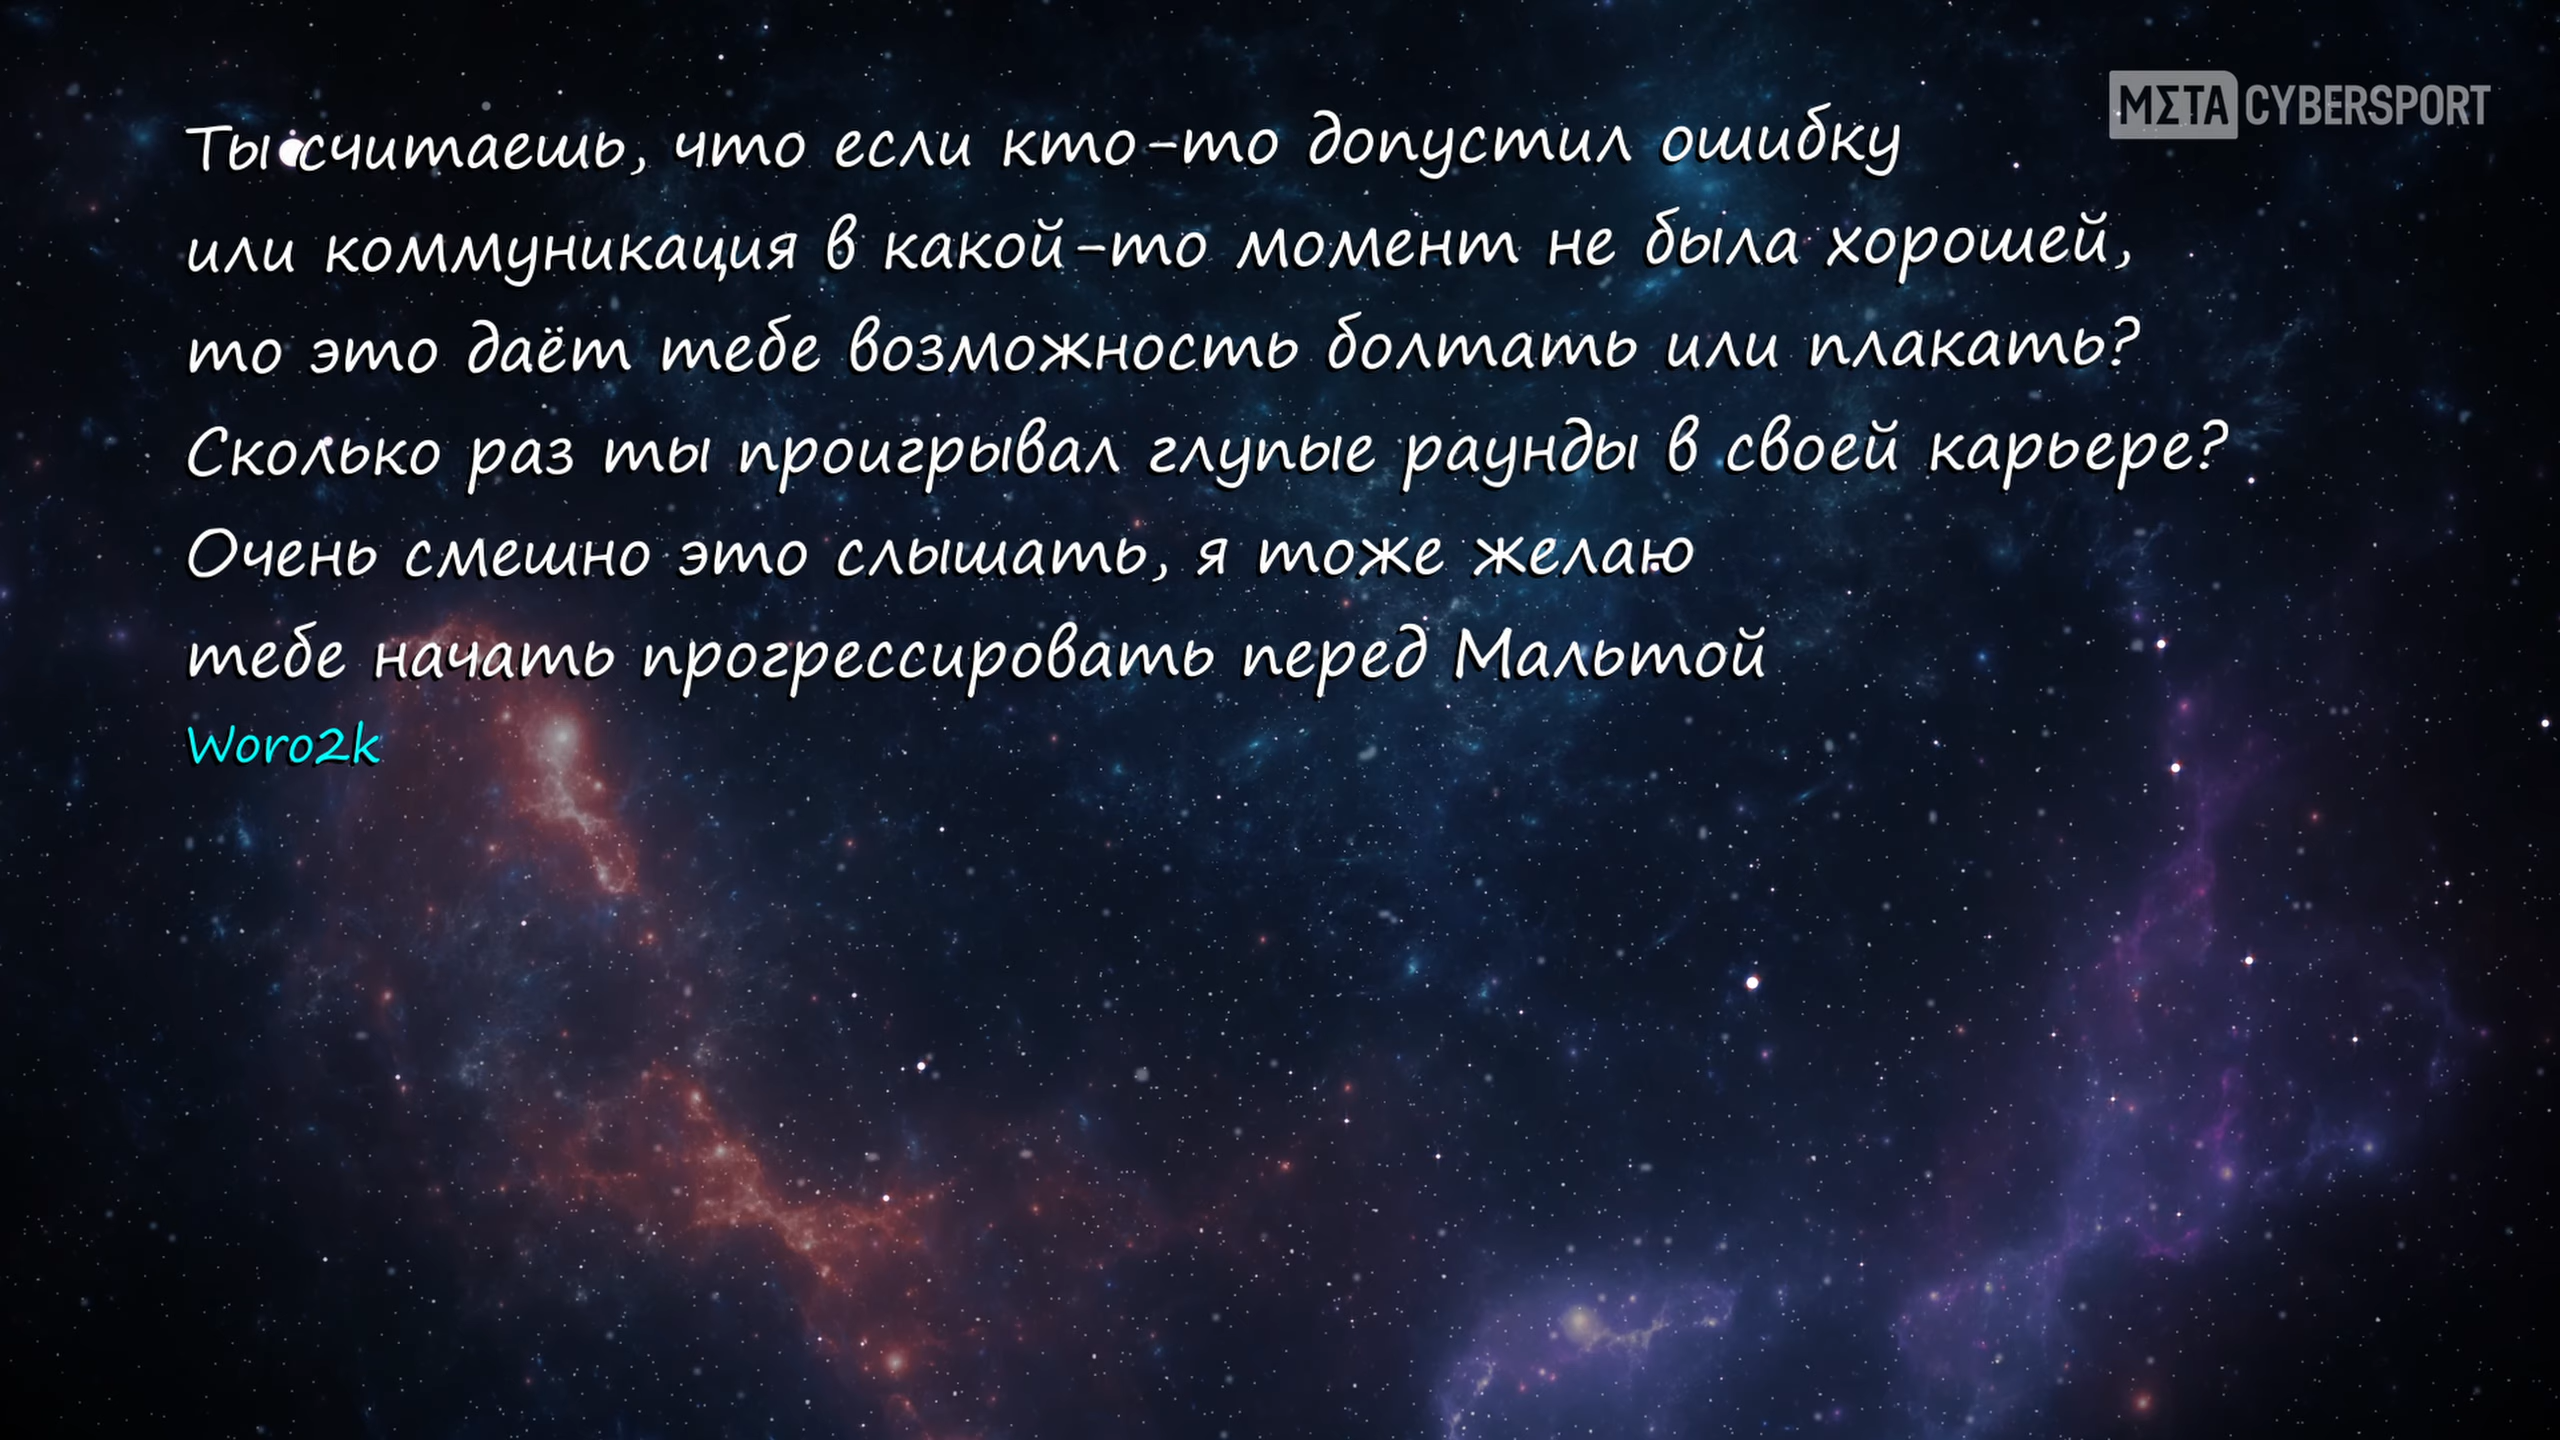 MΣTA CYBERSPORT
Ты считаешь, что если кто-то допустил ошибку
или коммуникация в какой-то момент не была хорошей,
то это даёт тебе возможность болтать или плакать?
Сколько раз ты проигрывал глупые раунды в своей карьере?
Очень смешно это слышать, я тоже желаю
тебе начать прогрессировать перед Мальтой
Woro2k